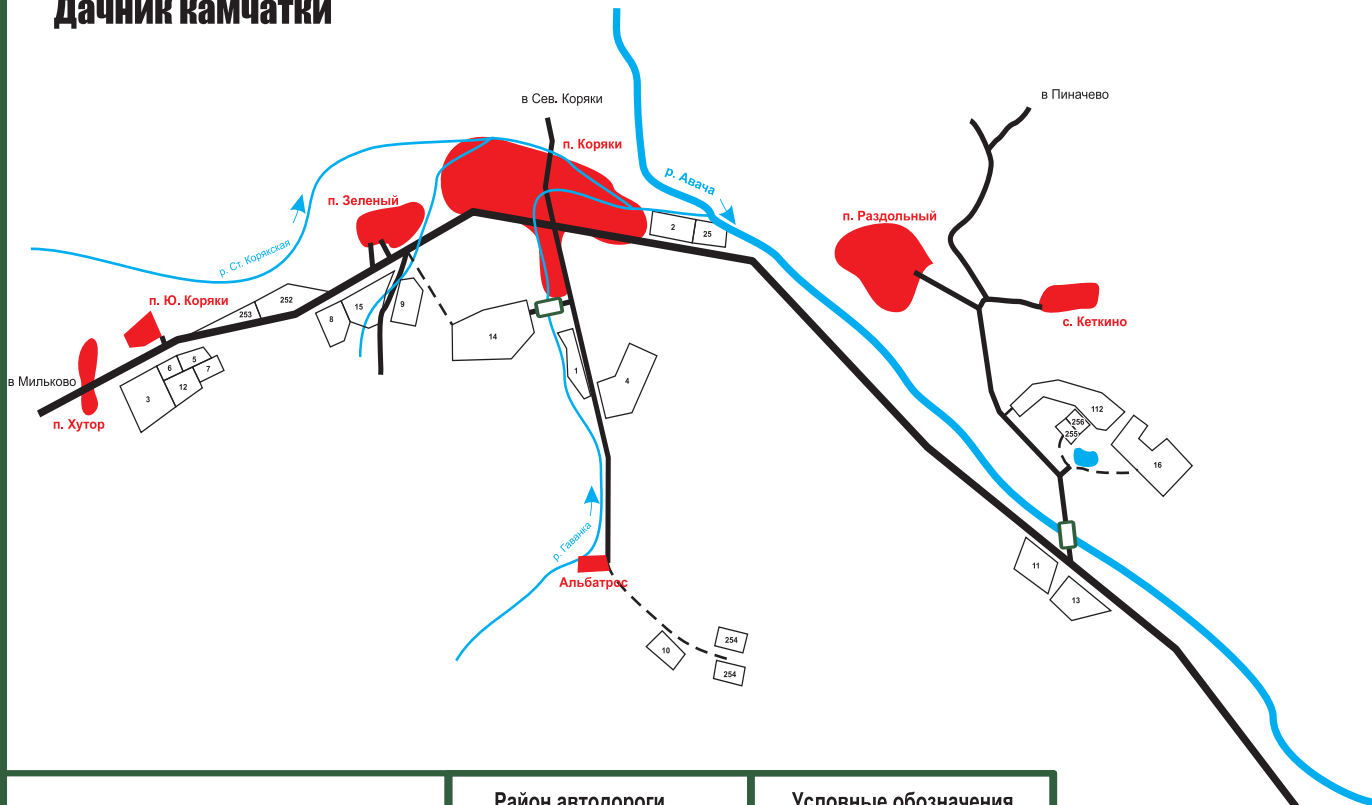 Дачник камчатки
в Пиначево
в Сев. Коряки
п. Коряки
р. Авача
п. Зеленый
п. Раздольный
2
25
р. Ст. Корякская
п. Ю. Коряки
252
253
15
9
8
с. Кеткино
14
6
5
7
12
3
1
4
в Мильково
п. Хутор
112
256
255
16
р. Гаванка
Альбатрос
11
13
10
254
254
Район автодороги
Условные обозначения